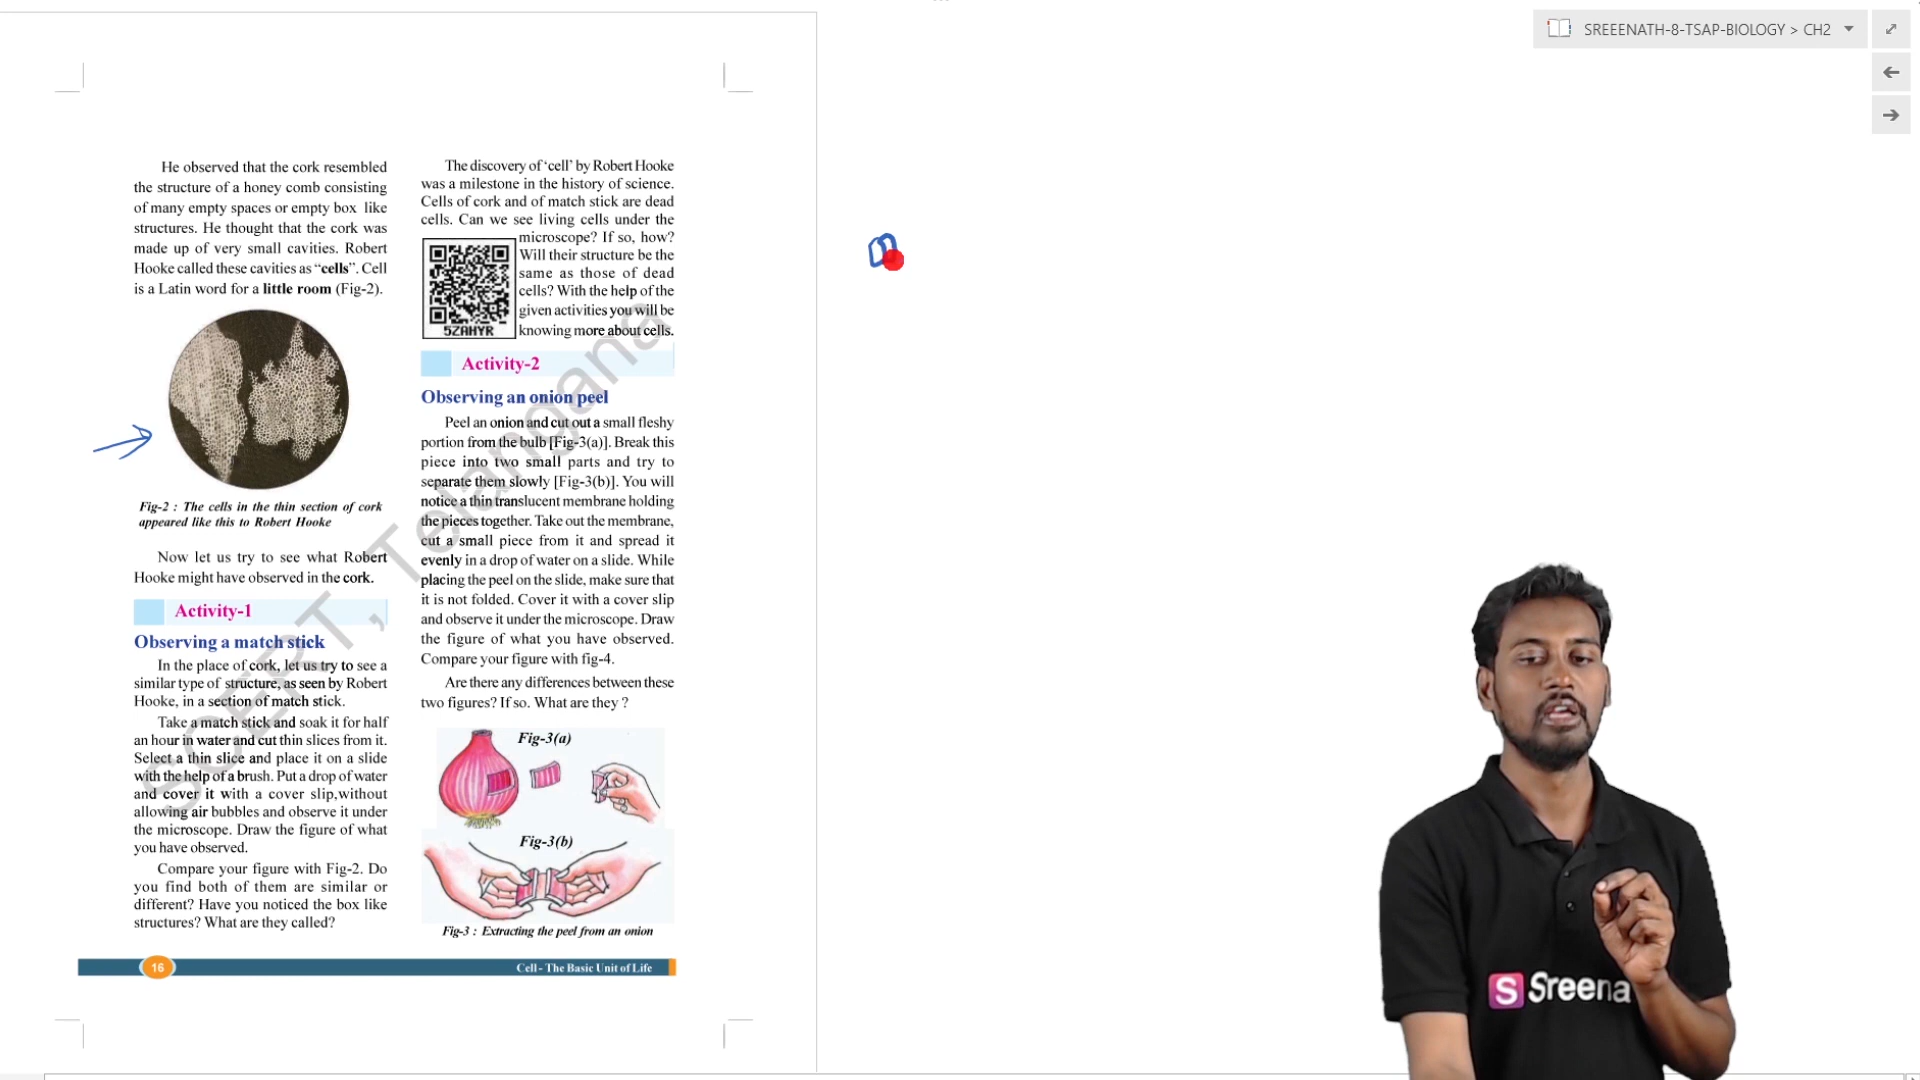 SREEENATH-8-TSAP-BIOLOGY > CH2
He observed that the cork resembled
the structure of a honey comb consisting
of many empty spaces or empty box like
structures. He thought that the cork was
made up of very small cavities. Robert
Hooke called these cavities as “cells”. Cell
is a Latin word for a little room (Fig-2).
Fig-2 : The cells in the thin section of cork
appeared like this to Robert Hooke
Now let us try to see what Robert
Hooke might have observed in the cork.
Activity-1
Observing a match stick
In the place of cork, let us try to see a
similar type of structure, as seen by Robert
Hooke, in a section of match stick.
Take a match stick and soak it for half
an hour in water and cut thin slices from it.
Select a thin slice and place it on a slide
with the help of a brush. Put a drop of water
and cover it with a cover slip,without
allowing air bubbles and observe it under
the microscope. Draw the figure of what
you have observed.
Compare your figure with Fig-2. Do
you find both of them are similar or
different? Have you noticed the box like
structures? What are they called?
The discovery of ‘cell’ by Robert Hooke
was a milestone in the history of science.
Cells of cork and of match stick are dead
cells. Can we see living cells under the
microscope? If so, how?
Will their structure be the
same as those of dead
cells? With the help of the
given activities you will be
knowing more about cells.
5ZAHYR
Activity-2
Observing an onion peel
Peel an onion and cut out a small fleshy
portion from the bulb [Fig-3(a)]. Break this
piece into two small parts and try to
separate them slowly [Fig-3(b)]. You will
notice a thin translucent membrane holding
the pieces together. Take out the membrane,
cut a small piece from it and spread it
evenly in a drop of water on a slide. While
placing the peel on the slide, make sure that
it is not folded. Cover it with a cover slip
and observe it under the microscope. Draw
the figure of what you have observed.
Compare your figure with fig-4.
Are there any differences between these
two figures? If so. What are they ?
Fig-3(a)
Fig-3(b)
Fig-3 : Extracting the peel from an onion
16
Cell - The Basic Unit of Life
SCERT, Telangana
S Sreena